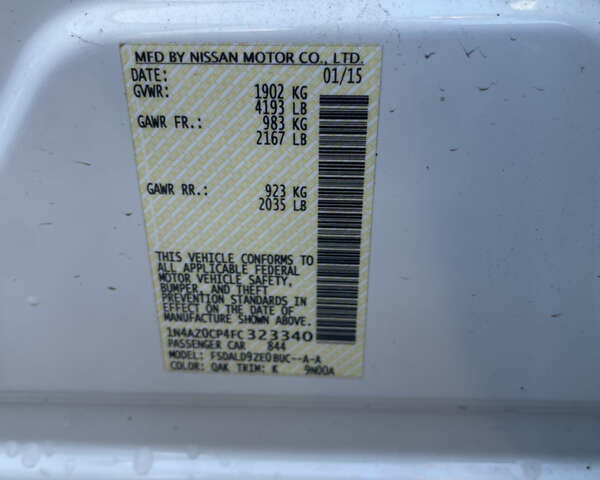 MFD BY NISSAN MOTOR CO., LTD.
DATE: 01/15
GVWR: 1902 KG
4193 LB
GAWR FR.: 983 KG
2167 LB
GAWR RR.: 923 KG
2035 LB
THIS VEHICLE CONFORMS TO
ALL APPLICABLE FEDERAL
MOTOR VEHICLE SAFETY,
BUMPER, AND THEFT
PREVENTION STANDARDS IN
EFFECT ON THE DATE OF
MANUFACTURE SHOWN ABOVE.
1N4AZ0CP4FC323340
PASSENGER CAR 844
MODEL: FSDALD9ZE0BUC--A-A
COLOR: QAK TRIM: K 9N00A